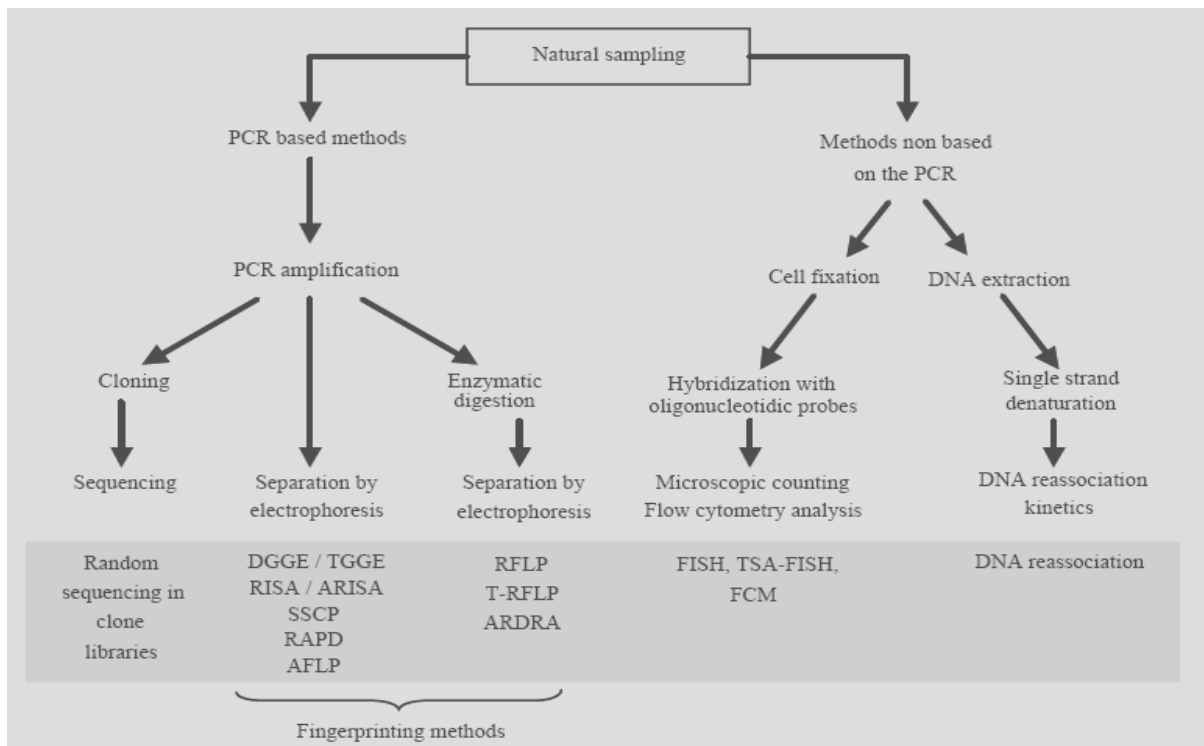 Natural sampling
PCR based methods
Methods non based
on the PCR
PCR amplification
Cell fixation
DNA extraction
Cloning
Enzymatic
digestion
Hybridization with
oligonucleotidic probes
Single strand
denaturation
Sequencing
Separation by
electrophoresis
Separation by
electrophoresis
Microscopic counting
Flow cytometry analysis
DNA reassociation
kinetics
Random
sequencing in
clone
libraries
DGGE / TGGE
RISA / ARISA
SSCP
RAPD
AFLP
RFLP
T-RFLP
ARDRA
FISH, TSA-FISH,
FCM
DNA reassociation
Fingerprinting methods